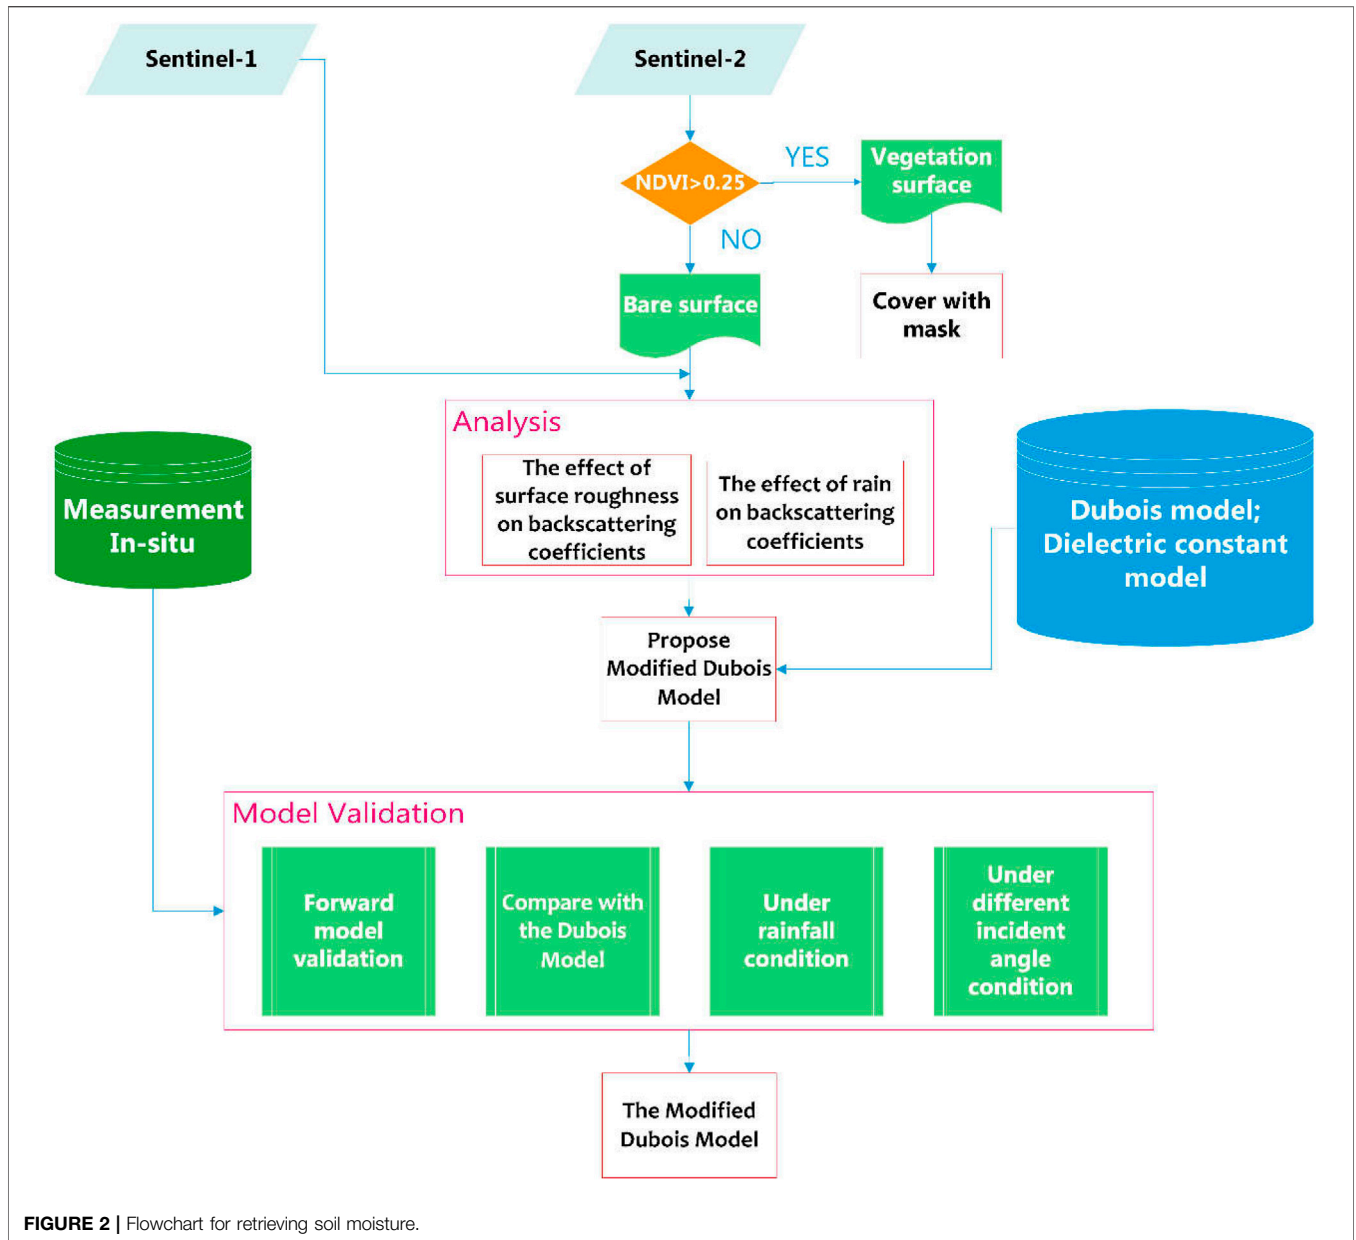 Sentinel-1
Sentinel-2
NDVI>0.25
YES
Vegetation
surface
NO
Bare surface
Cover with
mask
Analysis
The effect of
surface roughness
on backscattering
coefficients
The effect of rain
on backscattering
coefficients
Measurement
In-situ
Dubois model;
Dielectric constant
model
Propose
Modified Dubois
Model
Model Validation
Forward
model
validation
Compare with
the Dubois
Model
Under
rainfall
condition
Under
different
incident
angle
condition
The Modified
Dubois Model
FIGURE 2 | Flowchart for retrieving soil moisture.